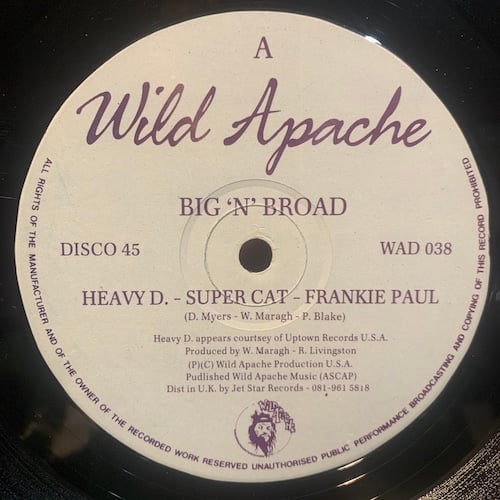 A
Wild Apache
BIG 'N' BROAD
DISCO 45
WAD 038
HEAVY D. - SUPER CAT - FRANKIE PAUL
(D. Myers - W. Maragh - P. Blake)
Heavy D. appears courtsey of Uptown Records U.S.A.
Produced by W. Maragh - R. Livingston
(P)(C) Wild Apache Production U.S.A.
Pudlished Wild Apache Music (ASCAP)
Dist in U.K. by Jet Star Records - 081-961 5818
ALL RIGHTS OF THE MANUFACTURER AND OF THE OWNER OF THE RECORDED WORK RESERVED UNAUTHORISED PUBLIC PERFORMANCE BROADCASTING AND COPYING OF THIS RECORD PROHIBITED